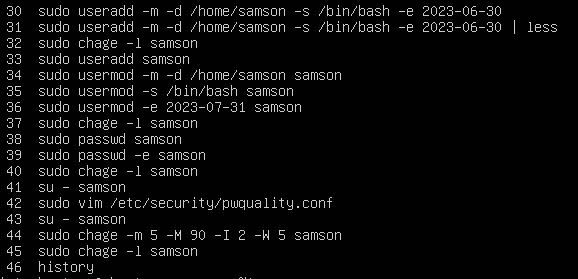 30 sudo useradd -m -d /home/samson -s /bin/bash -e 2023-06-30
31 sudo useradd -m -d /home/samson -s /bin/bash -e 2023-06-30 | less
32 sudo chage -l samson
33 sudo useradd samson
34 sudo usermod -m -d /home/samson samson
35 sudo usermod -s /bin/bash samson
36 sudo usermod -e 2023-07-31 samson
37 sudo chage -l samson
38 sudo passwd samson
39 sudo passwd -e samson
40 sudo chage -l samson
41 su - samson
42 sudo vim /etc/security/pwquality.conf
43 su - samson
44 sudo chage -m 5 -M 90 -I 2 -W 5 samson
45 sudo chage -l samson
46 history